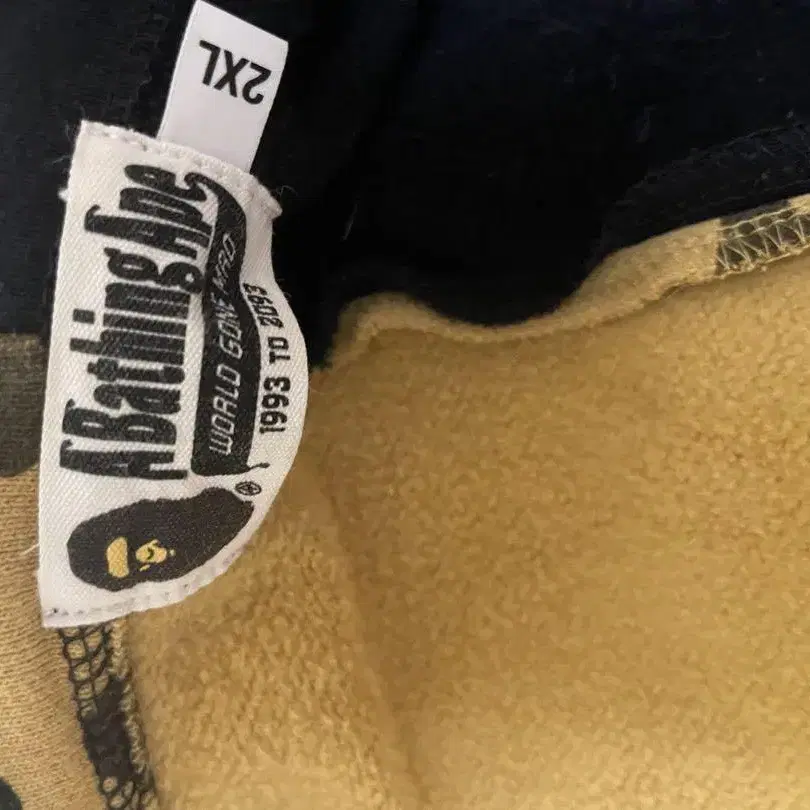 2XL
A Bathing Ape
WORLD GONE MAD
1993 TO 2093
®